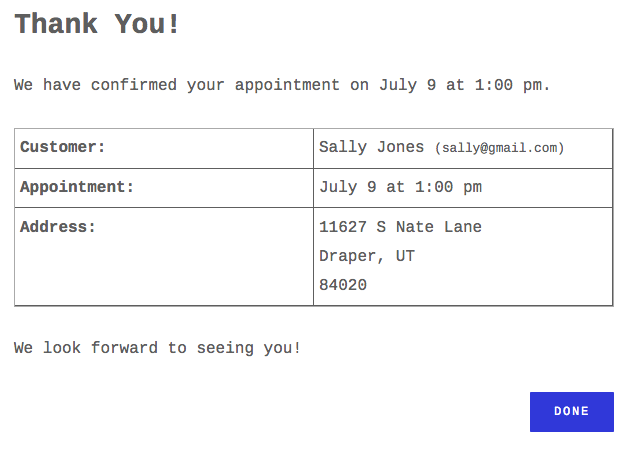 Thank You!
We have confirmed your appointment on July 9 at 1:00 pm.
Customer: Sally Jones (sally@gmail.com)
Appointment: July 9 at 1:00 pm
Address: 11627 S Nate Lane
Draper, UT
84020
We look forward to seeing you!
DONE